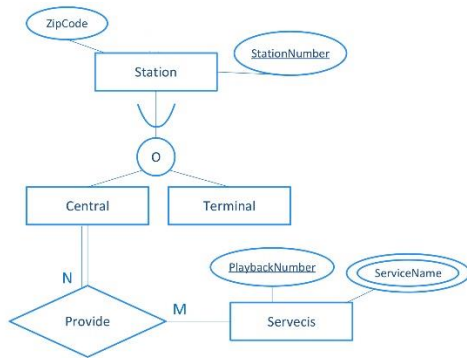 ZipCode
StationNumber
Station
O
Central
Terminal
N
PlaybackNumber
ServiceName
M
Provide
Servecis